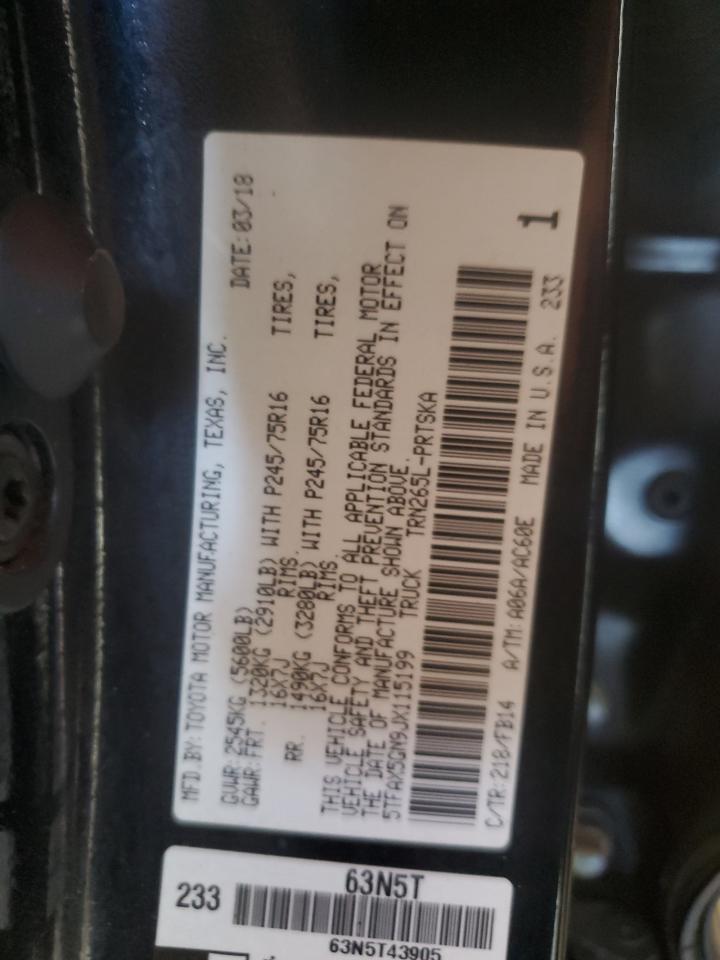 MFD.BY:TOYOTA MOTOR MANUFACTURING, TEXAS, INC.
DATE:03/18
GVWR:2545KG (5600LB)
GAWR:FRT. 1320KG (2910LB) WITH P245/75R16 TIRES,
16X7J RIMS.
RR. 1490KG (3280LB) WITH P245/75R16 TIRES,
16X7J RIMS.
THIS VEHICLE CONFORMS TO ALL APPLICABLE FEDERAL MOTOR
VEHICLE SAFETY AND THEFT PREVENTION STANDARDS IN EFFECT ON
THE DATE OF MANUFACTURE SHOWN ABOVE.
5TFAX5GN9JX115199 TRUCK TRN265L-PRTSKA
1
C/TR:218/FB14 A/TM:A06A/AC60E MADE IN U.S.A. 233
63N5T
233
63N5T43905